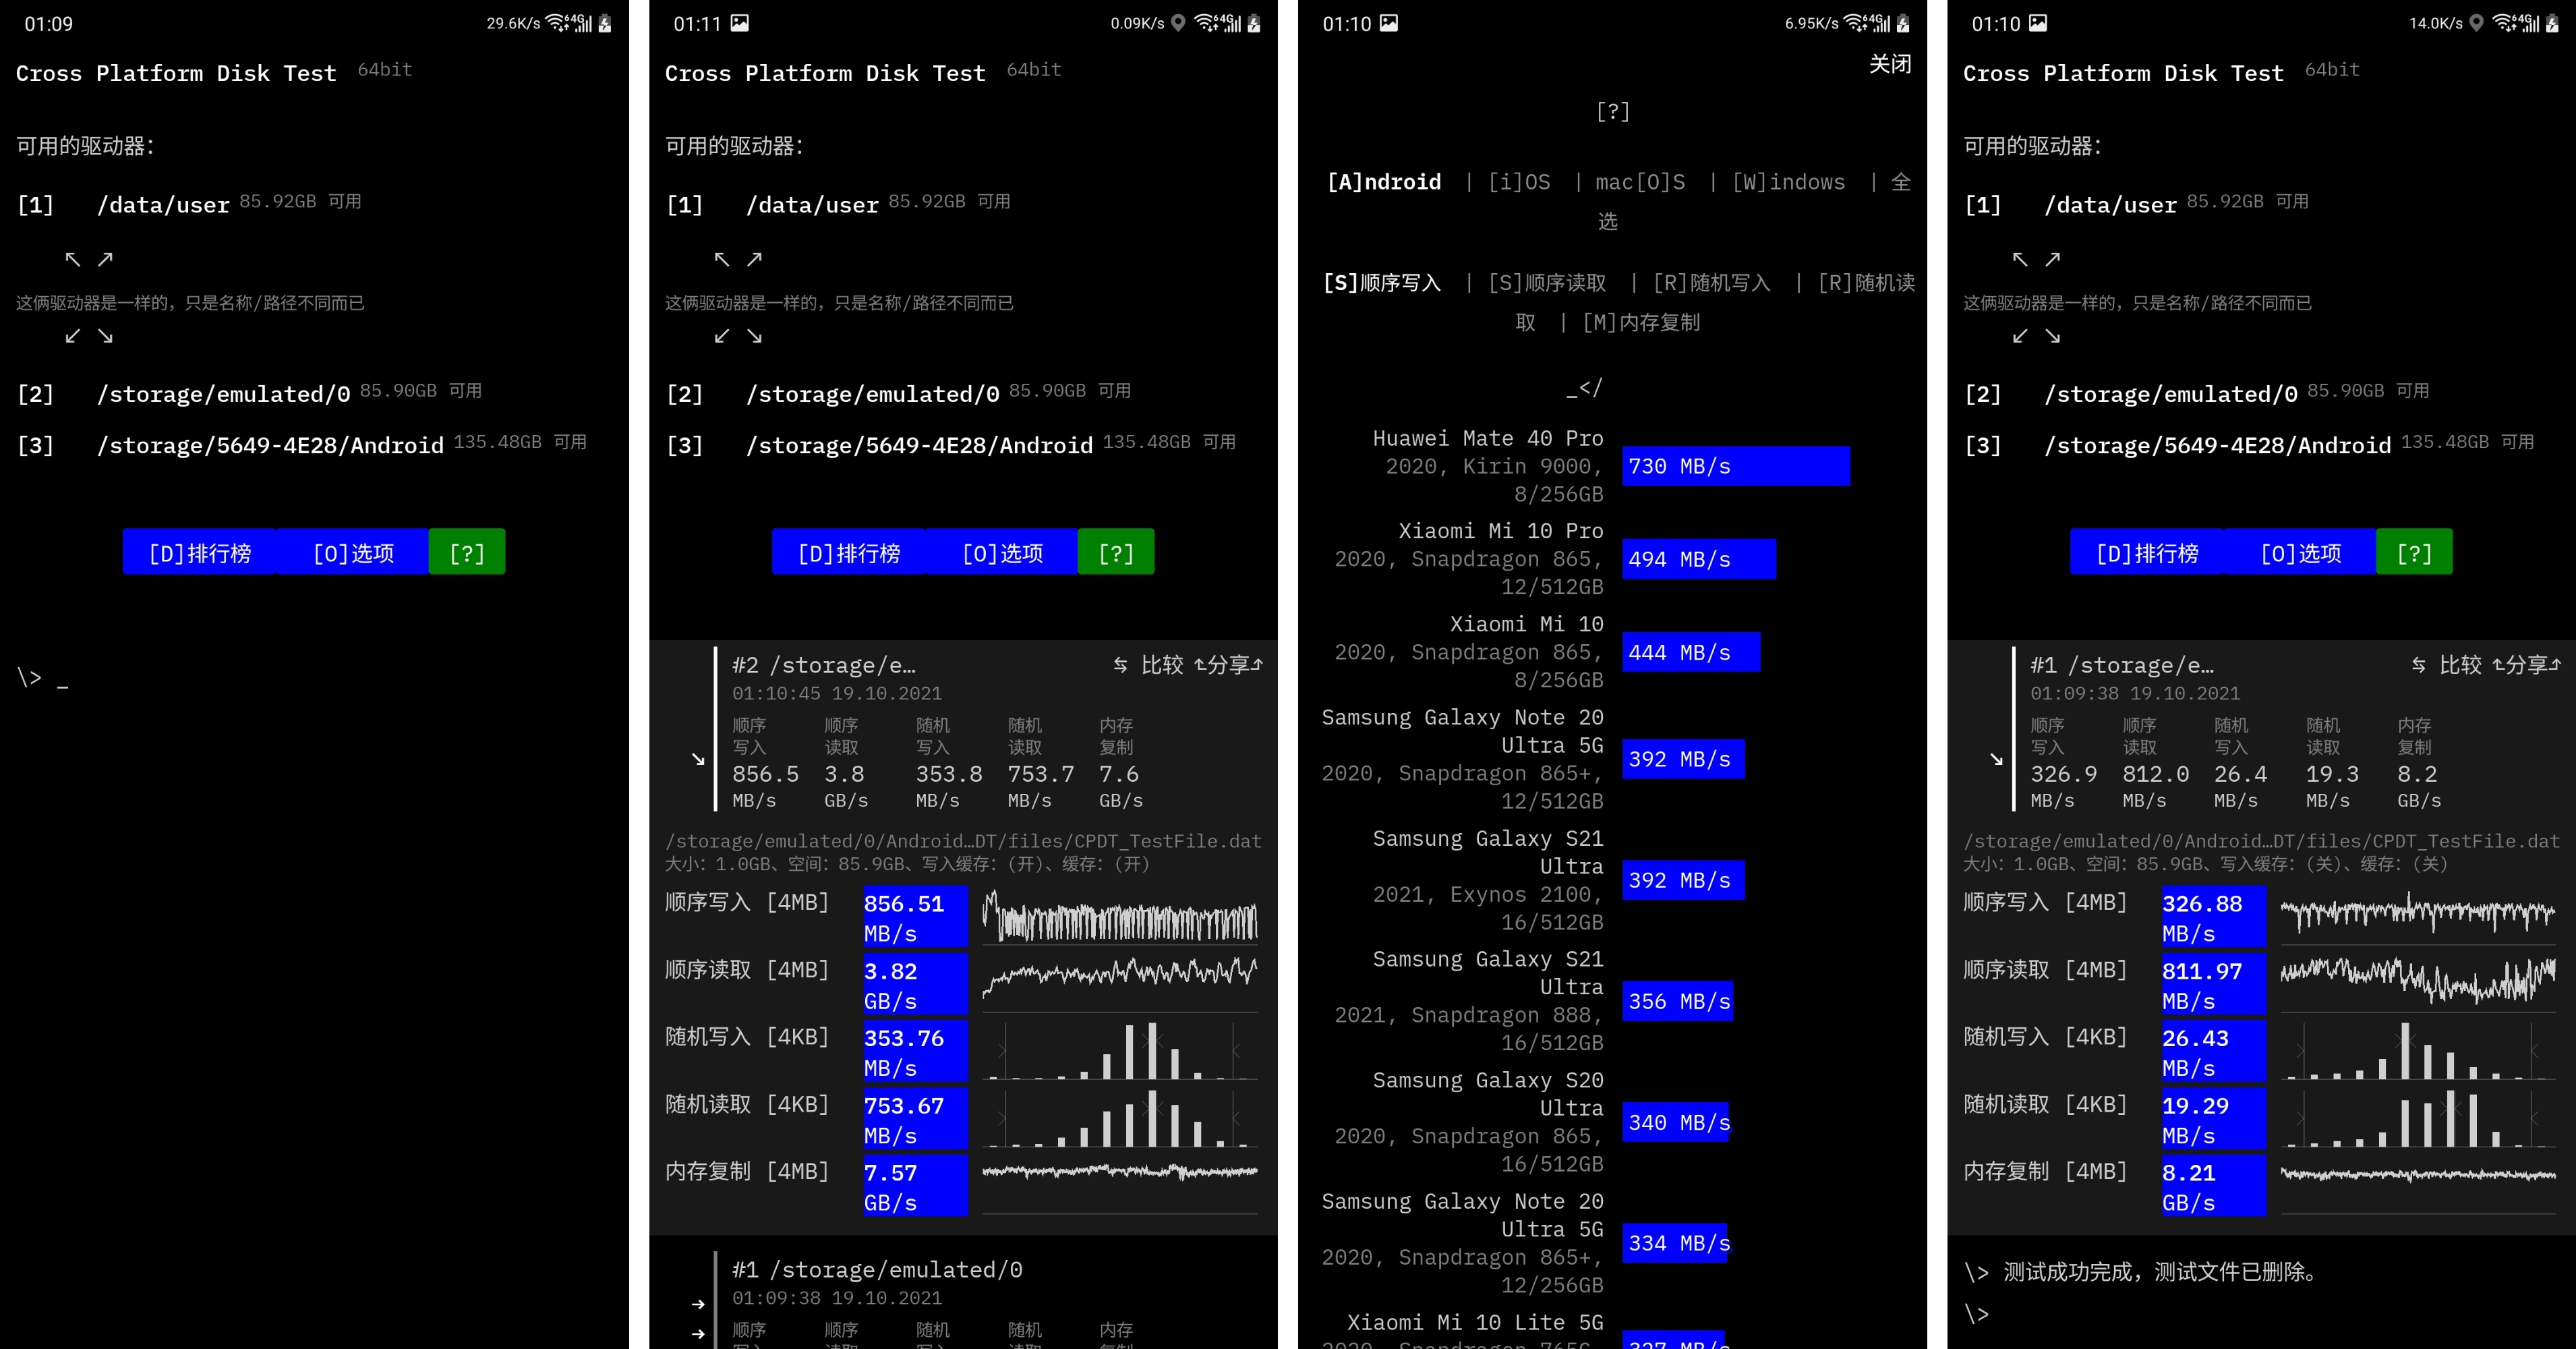 01:09
29.6K/s 64G
Cross Platform Disk Test 64bit
可用的驱动器:
[1] /data/user 85.92GB 可用
↖ ↗
这俩驱动器是一样的，只是名称/路径不同而已
↙ ↘
[2] /storage/emulated/0 85.90GB 可用
[3] /storage/5649-4E28/Android 135.48GB 可用
[D]排行榜 [O]选项 [?]
\> _
01:11
0.09K/s 64G
Cross Platform Disk Test 64bit
可用的驱动器:
[1] /data/user 85.92GB 可用
↖ ↗
这俩驱动器是一样的，只是名称/路径不同而已
↙ ↘
[2] /storage/emulated/0 85.90GB 可用
[3] /storage/5649-4E28/Android 135.48GB 可用
[D]排行榜 [O]选项 [?]
#2 /storage/e… ⇆ 比较 分享
01:10:45 19.10.2021
顺序 顺序 随机 随机 内存
写入 读取 写入 读取 复制
856.5 3.8 353.8 753.7 7.6
MB/s GB/s MB/s MB/s GB/s
/storage/emulated/0/Android…DT/files/CPDT_TestFile.dat
大小: 1.0GB、空间: 85.9GB、写入缓存:(开)、缓存:(开)
顺序写入 [4MB] 856.51
MB/s
顺序读取 [4MB] 3.82
GB/s
随机写入 [4KB] 353.76
MB/s
随机读取 [4KB] 753.67
MB/s
内存复制 [4MB] 7.57
GB/s
#1 /storage/emulated/0
01:09:38 19.10.2021
顺序 顺序 随机 随机 内存
写入 读取 写入 读取 复制
01:10
6.95K/s 64G
关闭
[?]
[A]ndroid | [i]OS | mac[O]S | [W]indows | 全
选
[S]顺序写入 | [S]顺序读取 | [R]随机写入 | [R]随机读
取 | [M]内存复制
_</
Huawei Mate 40 Pro
2020, Kirin 9000,
8/256GB
730 MB/s
Xiaomi Mi 10 Pro
2020, Snapdragon 865,
12/512GB
494 MB/s
Xiaomi Mi 10
2020, Snapdragon 865,
8/256GB
444 MB/s
Samsung Galaxy Note 20
Ultra 5G
2020, Snapdragon 865+,
12/512GB
392 MB/s
Samsung Galaxy S21
Ultra
2021, Exynos 2100,
16/512GB
392 MB/s
Samsung Galaxy S21
Ultra
2021, Snapdragon 888,
16/512GB
356 MB/s
Samsung Galaxy S20
Ultra
2020, Snapdragon 865,
16/512GB
340 MB/s
Samsung Galaxy Note 20
Ultra 5G
2020, Snapdragon 865+,
12/256GB
334 MB/s
Xiaomi Mi 10 Lite 5G
2020, Snapdragon 765G,
327 MB/s
01:10
14.0K/s 64G
Cross Platform Disk Test 64bit
可用的驱动器:
[1] /data/user 85.92GB 可用
↖ ↗
这俩驱动器是一样的，只是名称/路径不同而已
↙ ↘
[2] /storage/emulated/0 85.90GB 可用
[3] /storage/5649-4E28/Android 135.48GB 可用
[D]排行榜 [O]选项 [?]
#1 /storage/e… ⇆ 比较 分享
01:09:38 19.10.2021
顺序 顺序 随机 随机 内存
写入 读取 写入 读取 复制
326.9 812.0 26.4 19.3 8.2
MB/s MB/s MB/s MB/s GB/s
/storage/emulated/0/Android…DT/files/CPDT_TestFile.dat
大小: 1.0GB、空间: 85.9GB、写入缓存:(关)、缓存:(关)
顺序写入 [4MB] 326.88
MB/s
顺序读取 [4MB] 811.97
MB/s
随机写入 [4KB] 26.43
MB/s
随机读取 [4KB] 19.29
MB/s
内存复制 [4MB] 8.21
GB/s
\> 测试成功完成，测试文件已删除。
\>